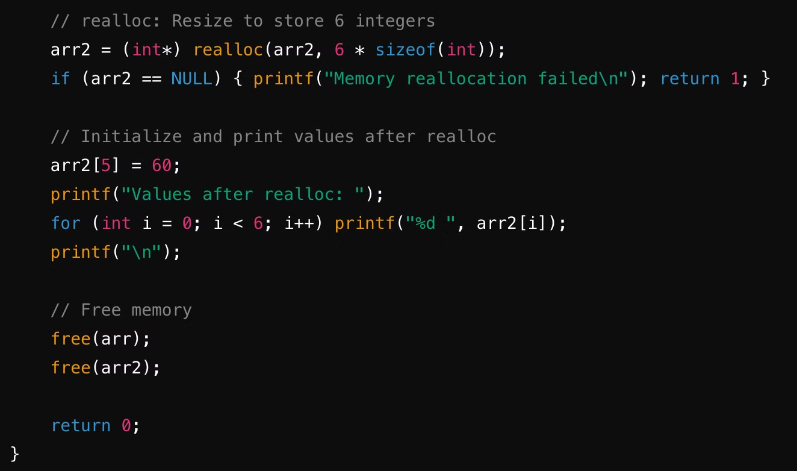 // realloc: Resize to store 6 integers
arr2 = (int*) realloc(arr2, 6 * sizeof(int));
if (arr2 == NULL) { printf("Memory reallocation failed\n"); return 1; }
// Initialize and print values after realloc
arr2[5] = 60;
printf("Values after realloc: ");
for (int i = 0; i < 6; i++) printf("%d ", arr2[i]);
printf("\n");
// Free memory
free(arr);
free(arr2);
return 0;
}